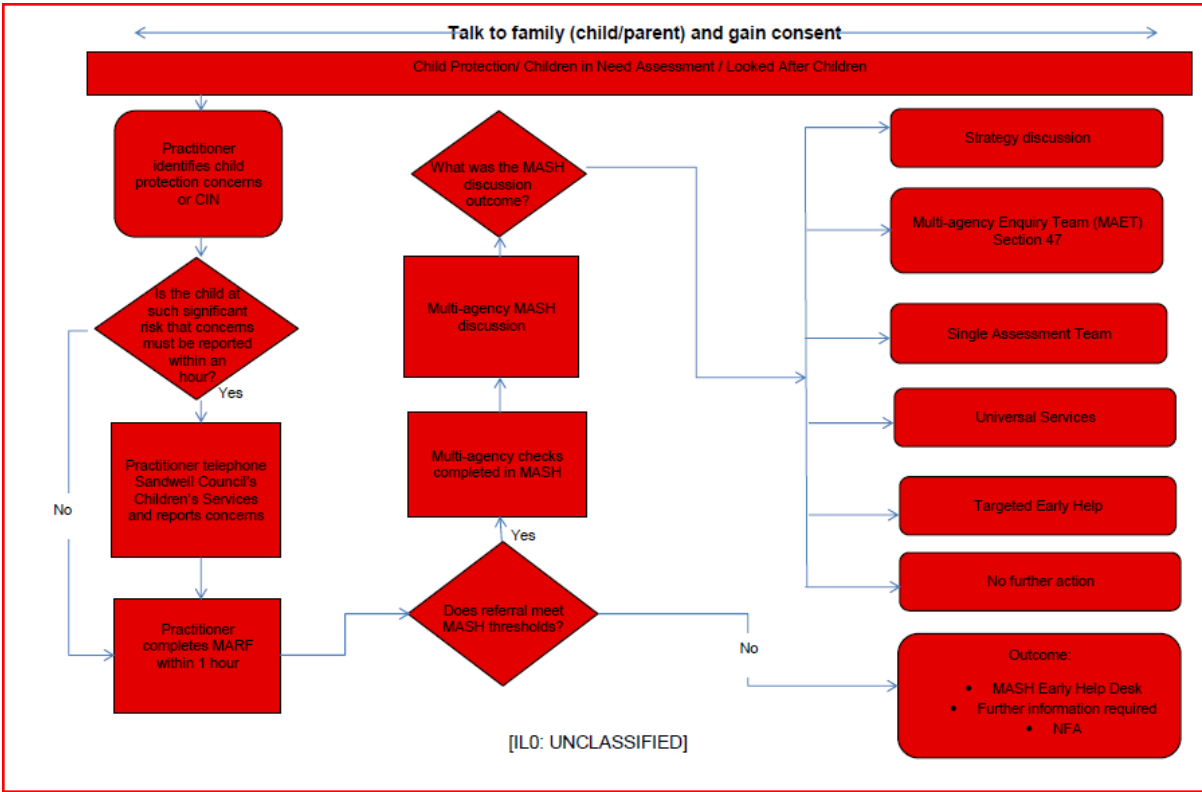 Talk to family (child/parent) and gain consent
Child Protection/ Children in Need Assessment / Looked After Children
Practitioner
identifies child
protection concerns
or CIN
Is the child at
such significant
risk that concerns
must be reported
within an
hour?
Yes
No
Practitioner telephone
Sandwell Council's
Children's Services
and reports concerns
Practitioner
completes MARF
within 1 hour
What was the MASH
discussion
outcome?
Multi-agency MASH
discussion
Multi-agency checks
completed in MASH
Yes
Does referral meet
MASH thresholds?
No
Strategy discussion
Multi-agency Enquiry Team (MAET)
Section 47
Single Assessment Team
Universal Services
Targeted Early Help
No further action
Outcome:
• MASH Early Help Desk
• Further information required
• NFA
[IL0: UNCLASSIFIED]